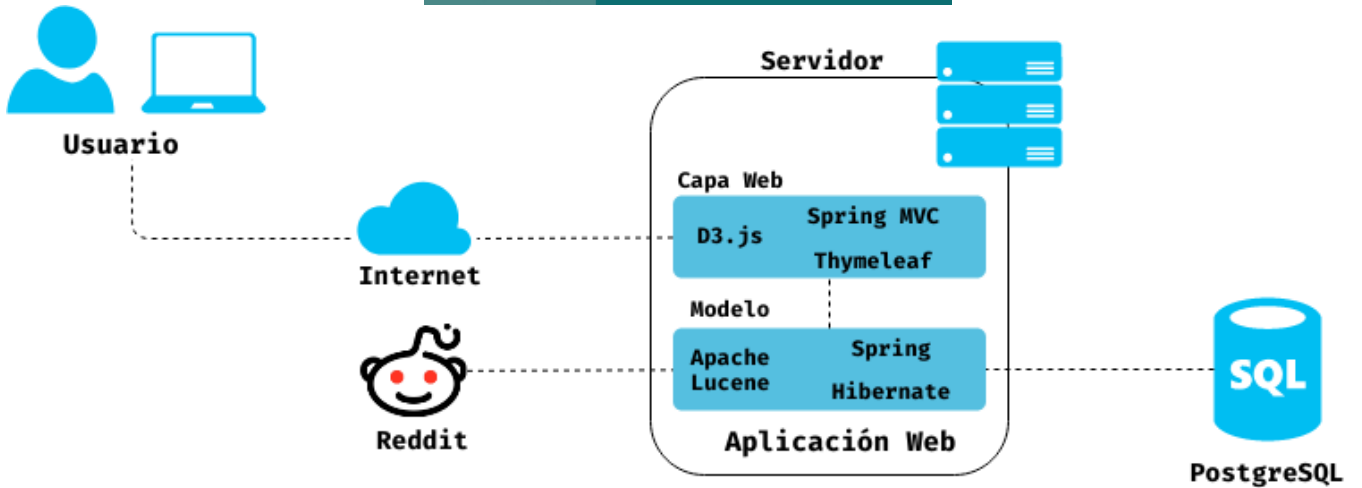 Servidor
Usuario
Capa Web
Spring MVC
D3.js
Thymeleaf
Internet
Modelo
Spring
Apache
Lucene
Hibernate
SQL
Reddit
Aplicación Web
PostgreSQL